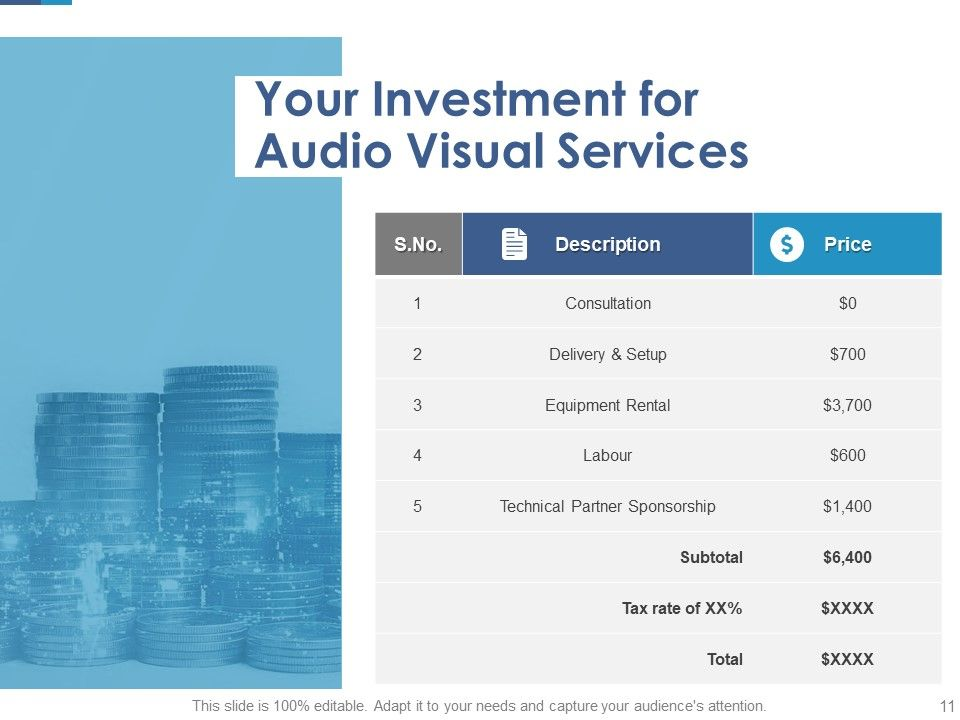 Your Investment for
Audio Visual Services
S.No. Description Price
1 Consultation $0
2 Delivery & Setup $700
3 Equipment Rental $3,700
4 Labour $600
5 Technical Partner Sponsorship $1,400
Subtotal $6,400
Tax rate of XX% $XXXX
Total $XXXX
This slide is 100% editable. Adapt it to your needs and capture your audience's attention. 11